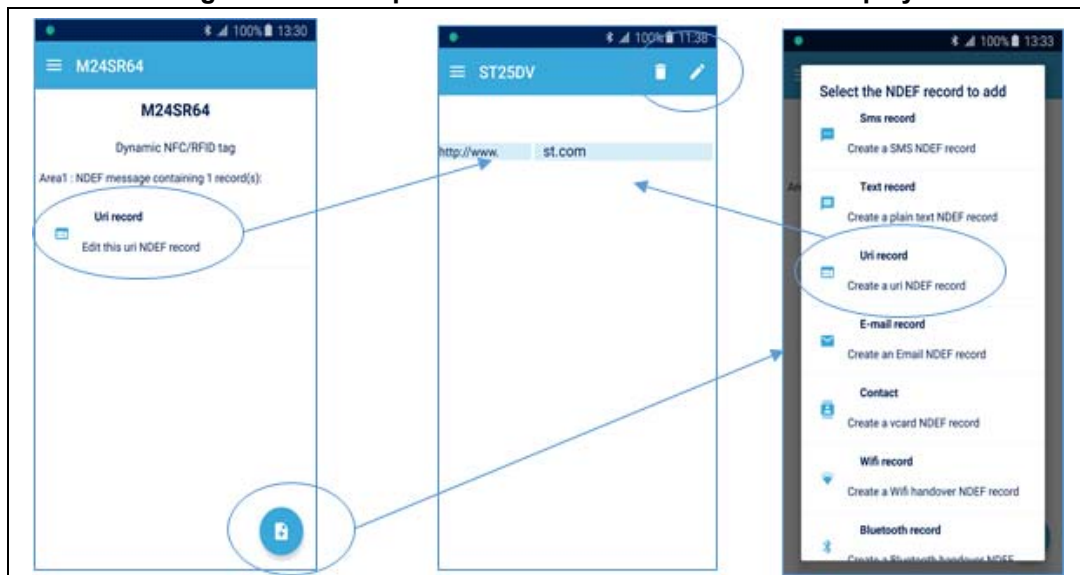 100% 13:30
M24SR64
M24SR64
Dynamic NFC/RFID tag
Area1 : NDEF message containing 1 record(s):
Uri record
Edit this uri NDEF record
100% 11:38
ST25DV
http://www.
st.com
100% 13:33
Select the NDEF record to add
Sms record
Create a SMS NDEF record
Text record
Create a plain text NDEF record
Uri record
Create a uri NDEF record
E-mail record
Create an Email NDEF record
Contact
Create a vcard NDEF record
Wifi record
Create a Wifi handover NDEF record
Bluetooth record
Create a Bluetooth handover NDEF